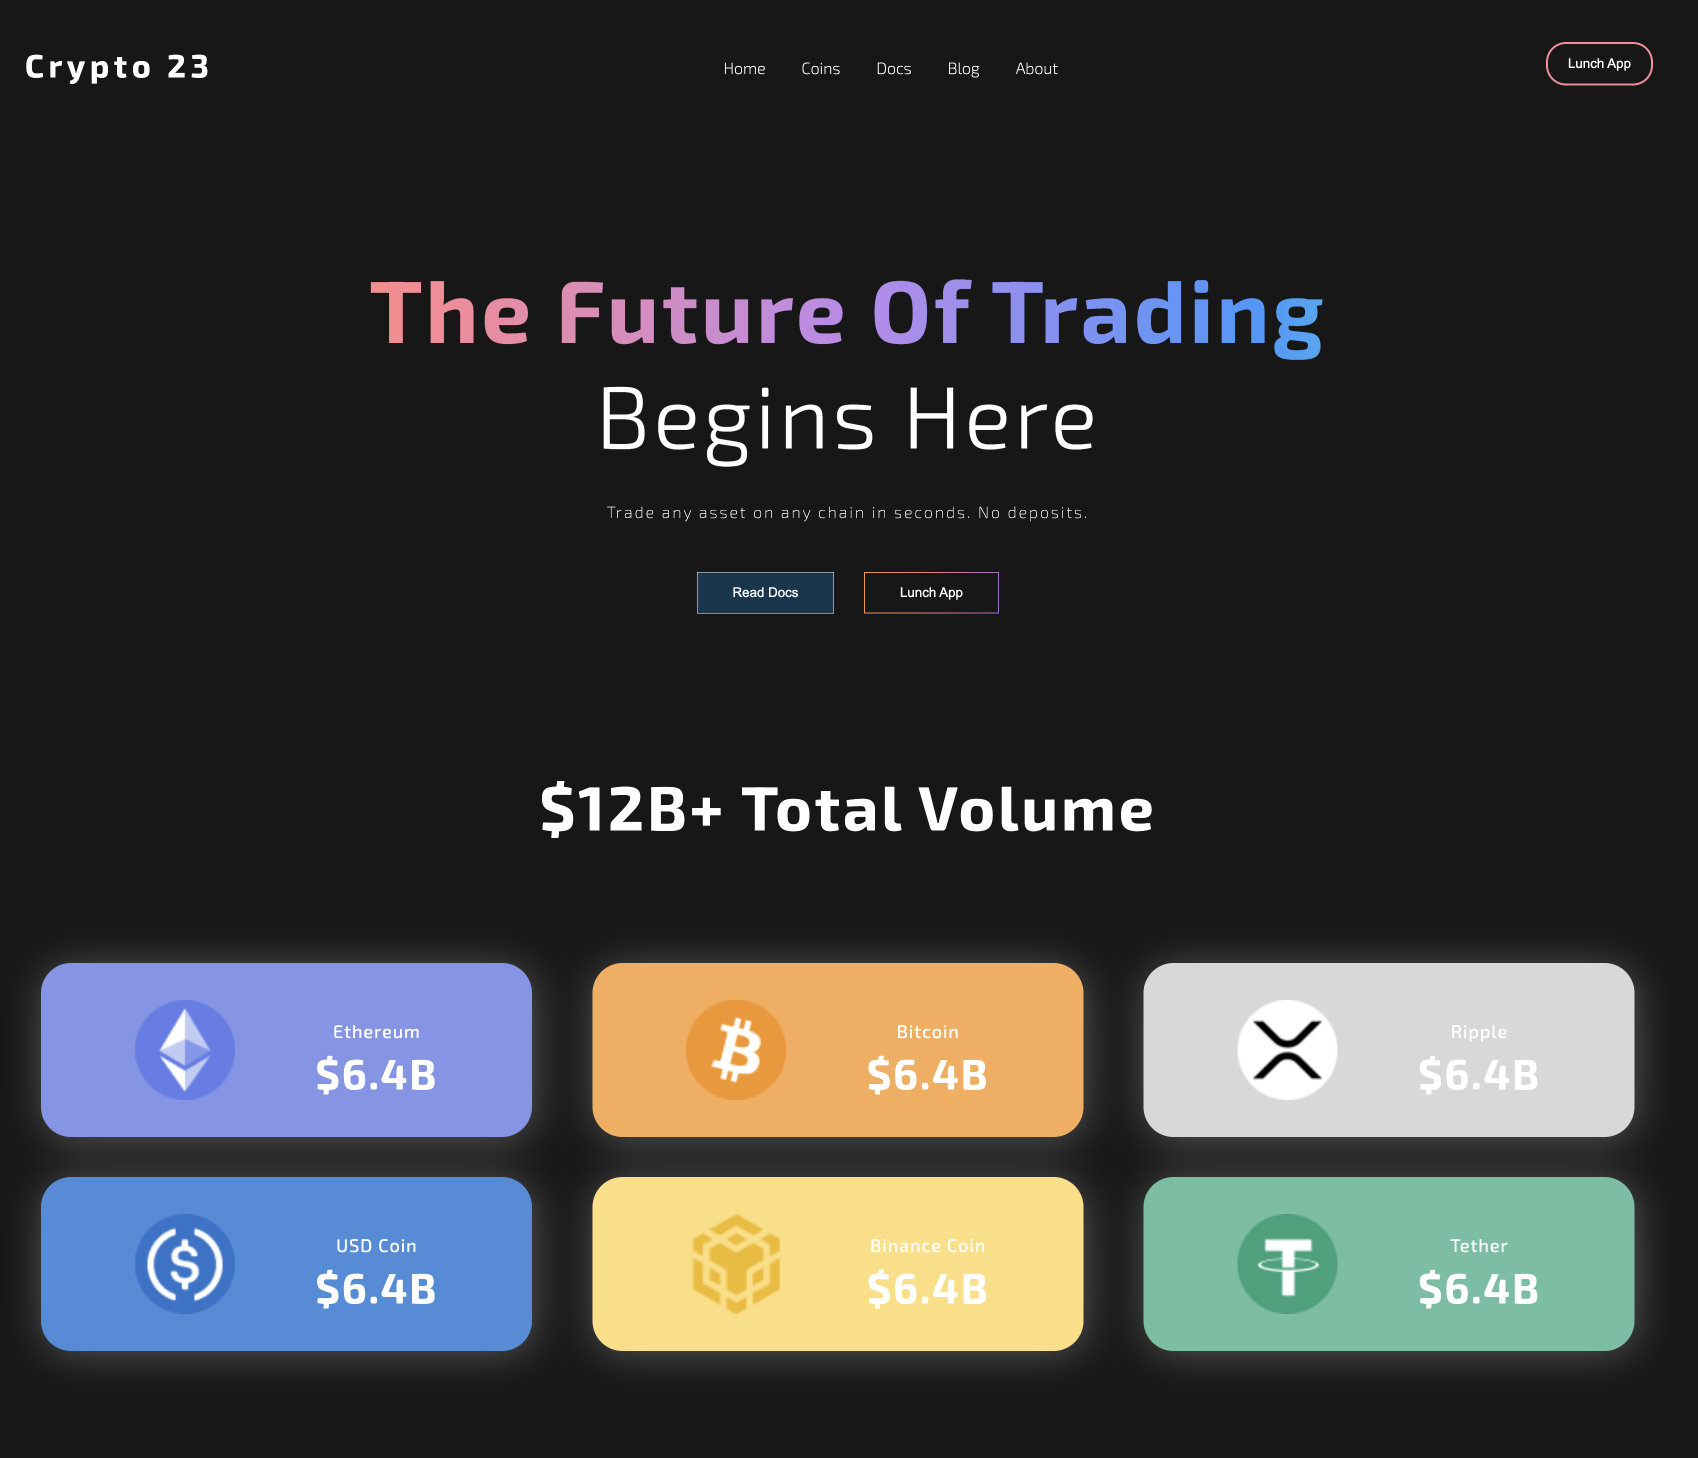 Crypto 23
Home Coins Docs Blog About
Lunch App
The Future Of Trading
Begins Here
Trade any asset on any chain in seconds. No deposits.
Read Docs
Lunch App
$12B+ Total Volume
Ethereum
$6.4B
Bitcoin
$6.4B
Ripple
$6.4B
USD Coin
$6.4B
Binance Coin
$6.4B
Tether
$6.4B